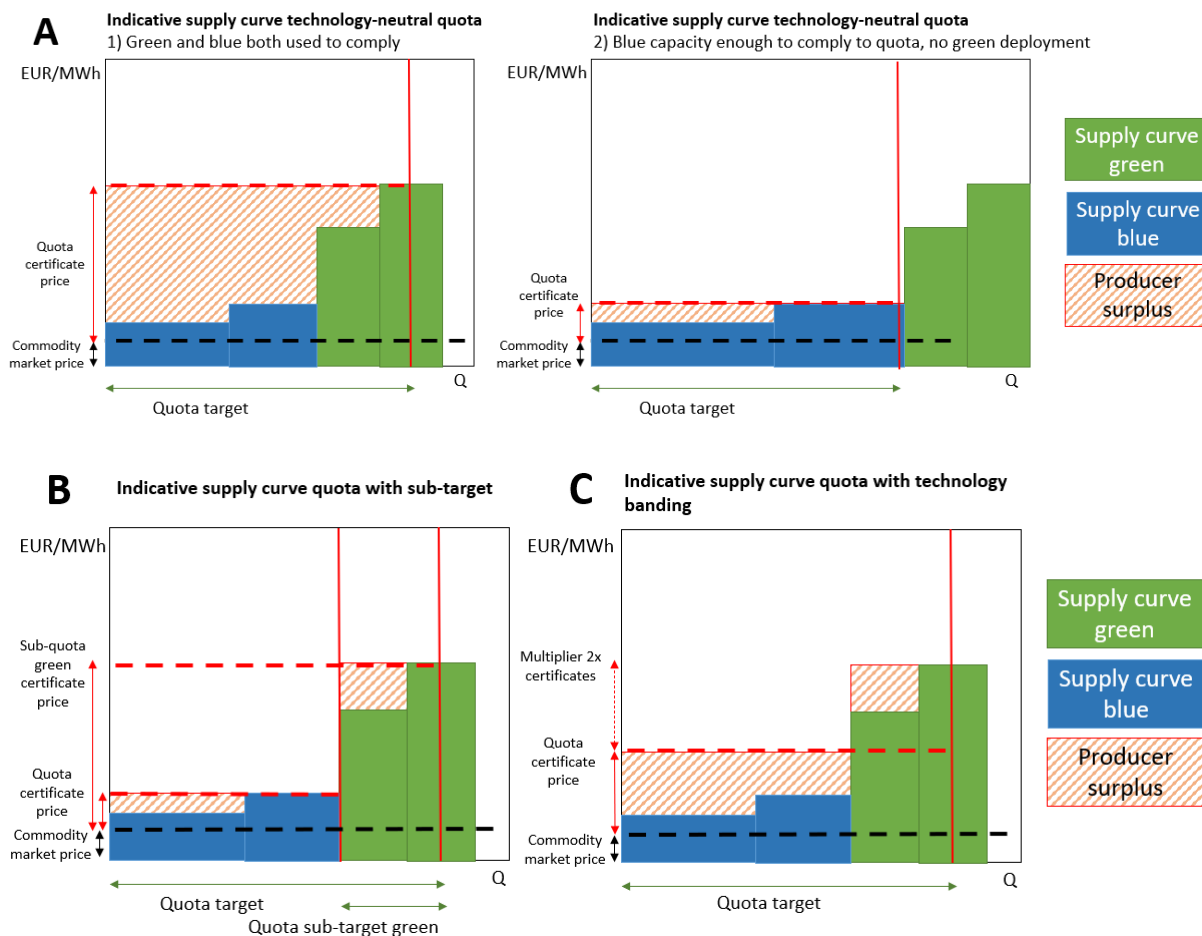 A
Indicative supply curve technology-neutral quota
1) Green and blue both used to comply
EUR/MWh
Quota
certificate
price
Commodity
market price
Q
Quota target
Indicative supply curve technology-neutral quota
2) Blue capacity enough to comply to quota, no green deployment
EUR/MWh
Quota
certificate
price
Commodity
market price
Q
Quota target
Supply curve
green
Supply curve
blue
Producer
surplus
B
Indicative supply curve quota with sub-target
EUR/MWh
Sub-quota
green
certificate
price
Quota
certificate
price
Commodity
market price
Q
Quota target
Quota sub-target green
C
Indicative supply curve quota with technology
banding
EUR/MWh
Multiplier 2x
certificates
Quota
certificate
price
Commodity
market price
Q
Quota target
Supply curve
green
Supply curve
blue
Producer
surplus